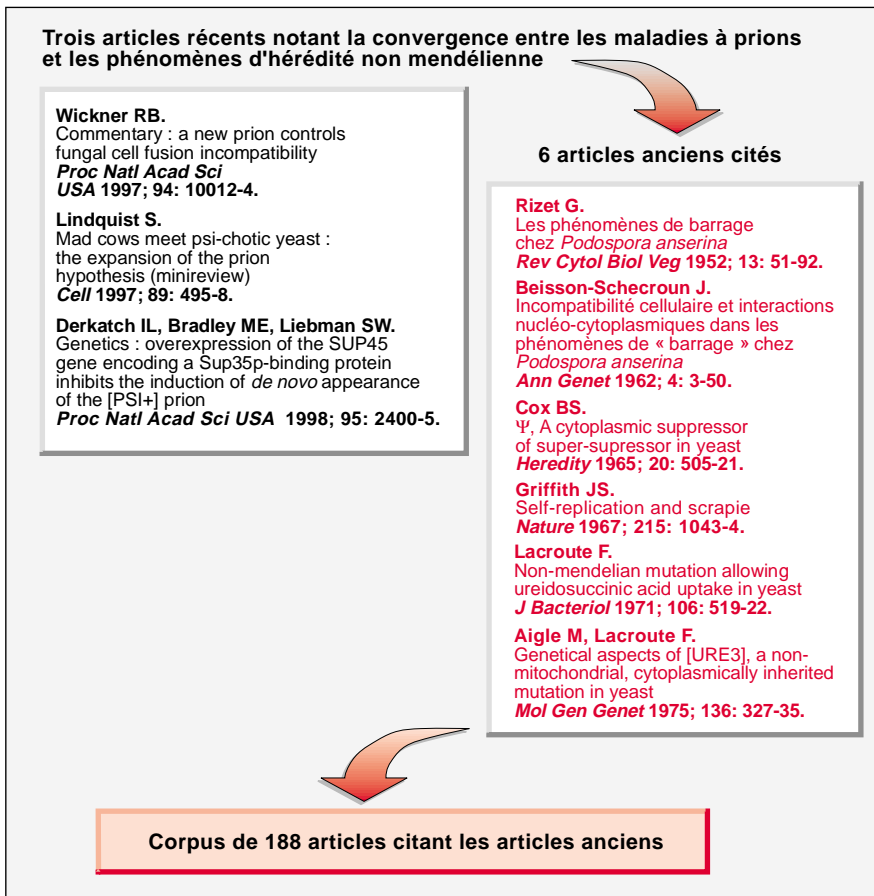 Trois articles récents notant la convergence entre les maladies à prions
et les phénomènes d'hérédité non mendélienne
Wickner RB.
Commentary : a new prion controls
fungal cell fusion incompatibility
Proc Natl Acad Sci
USA 1997; 94: 10012-4.
Lindquist S.
Mad cows meet psi-chotic yeast :
the expansion of the prion
hypothesis (minireview)
Cell 1997; 89: 495-8.
Derkatch IL, Bradley ME, Liebman SW.
Genetics : overexpression of the SUP45
gene encoding a Sup35p-binding protein
inhibits the induction of de novo appearance
of the [PSI+] prion
Proc Natl Acad Sci USA 1998; 95: 2400-5.
6 articles anciens cités
Rizet G.
Les phénomènes de barrage
chez Podospora anserina
Rev Cytol Biol Veg 1952; 13: 51-92.
Beisson-Schecroun J.
Incompatibilité cellulaire et interactions
nucléo-cytoplasmiques dans les
phénomènes de « barrage » chez
Podospora anserina
Ann Genet 1962; 4: 3-50.
Cox BS.
Ψ, A cytoplasmic suppressor
of super-supressor in yeast
Heredity 1965; 20: 505-21.
Griffith JS.
Self-replication and scrapie
Nature 1967; 215: 1043-4.
Lacroute F.
Non-mendelian mutation allowing
ureidosuccinic acid uptake in yeast
J Bacteriol 1971; 106: 519-22.
Aigle M, Lacroute F.
Genetical aspects of [URE3], a non-
mitochondrial, cytoplasmically inherited
mutation in yeast
Mol Gen Genet 1975; 136: 327-35.
Corpus de 188 articles citant les articles anciens